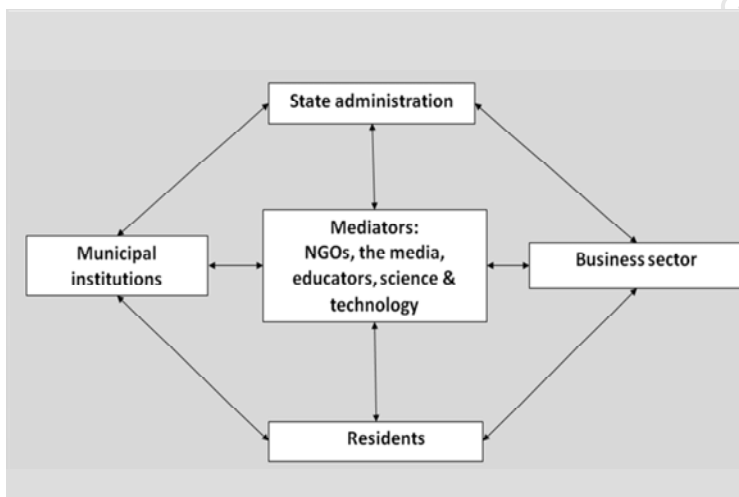 State administration
Mediators:
NGOs, the media,
educators, science &
technology
Municipal
institutions
Business sector
Residents